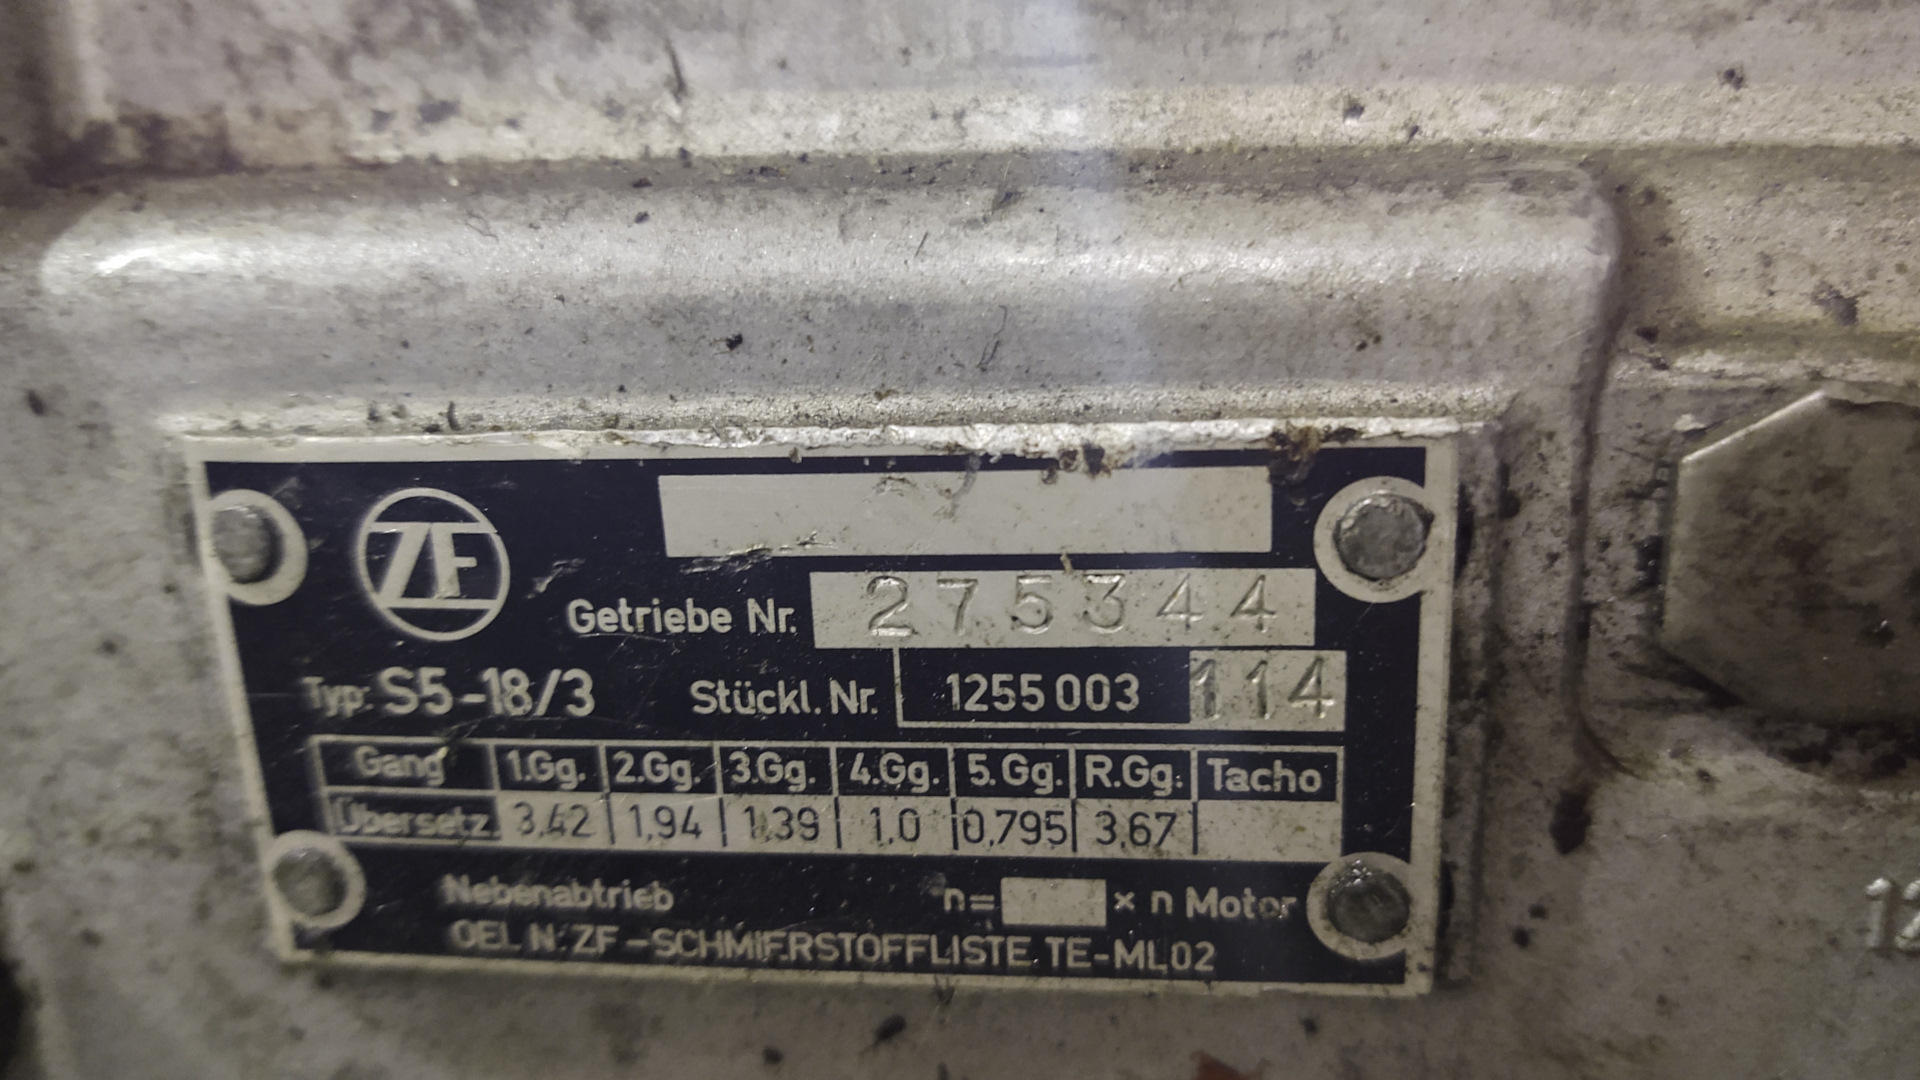 ZF
Getriebe Nr. 275344
Typ: S5-18/3 Stückl. Nr. 1255 003 114
Gang 1.Gg. 2.Gg. 3.Gg. 4.Gg. 5.Gg. R.Gg. Tacho
Übersetz. 3,42 1,94 1,39 1,0 0,795 3,67
Nebenabtrieb n= × n Motor
OEL N. ZF-SCHMIERSTOFFLISTE TE-ML02
12